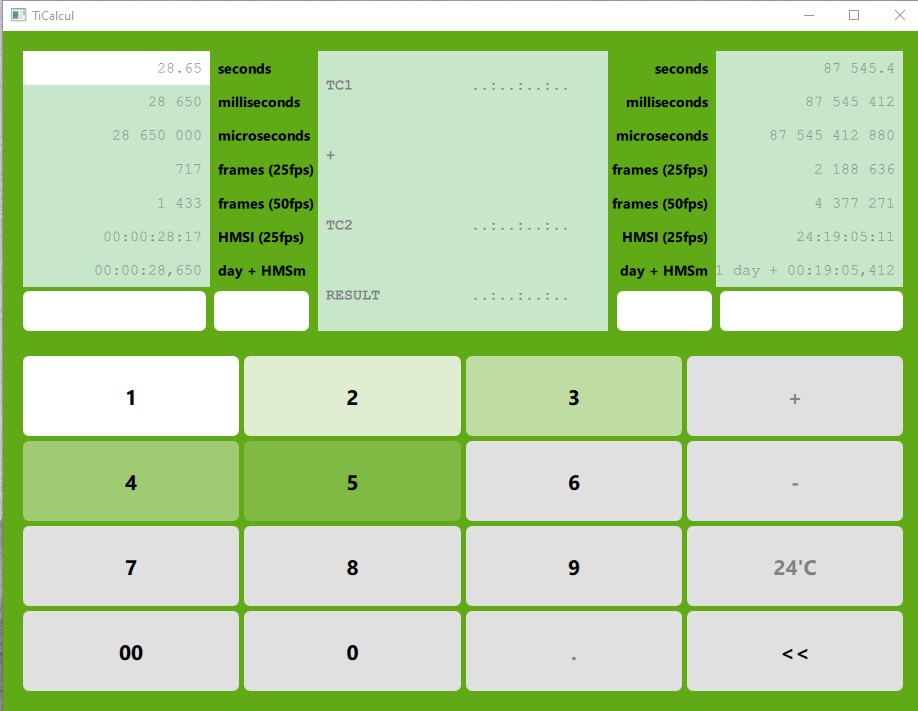 TiCalcul
28.65 seconds
28 650 milliseconds
28 650 000 microseconds
717 frames (25fps)
1 433 frames (50fps)
00:00:28:17 HMSI (25fps)
00:00:28,650 day + HMSm
TC1 ..:..:..:..
+
TC2 ..:..:..:..
RESULT ..:..:..:..
seconds 87 545.4
milliseconds 87 545 412
microseconds 87 545 412 880
frames (25fps) 2 188 636
frames (50fps) 4 377 271
HMSI (25fps) 24:19:05:11
day + HMSm 1 day + 00:19:05,412
1 2 3 +
4 5 6 -
7 8 9 24'C
00 0 . <<